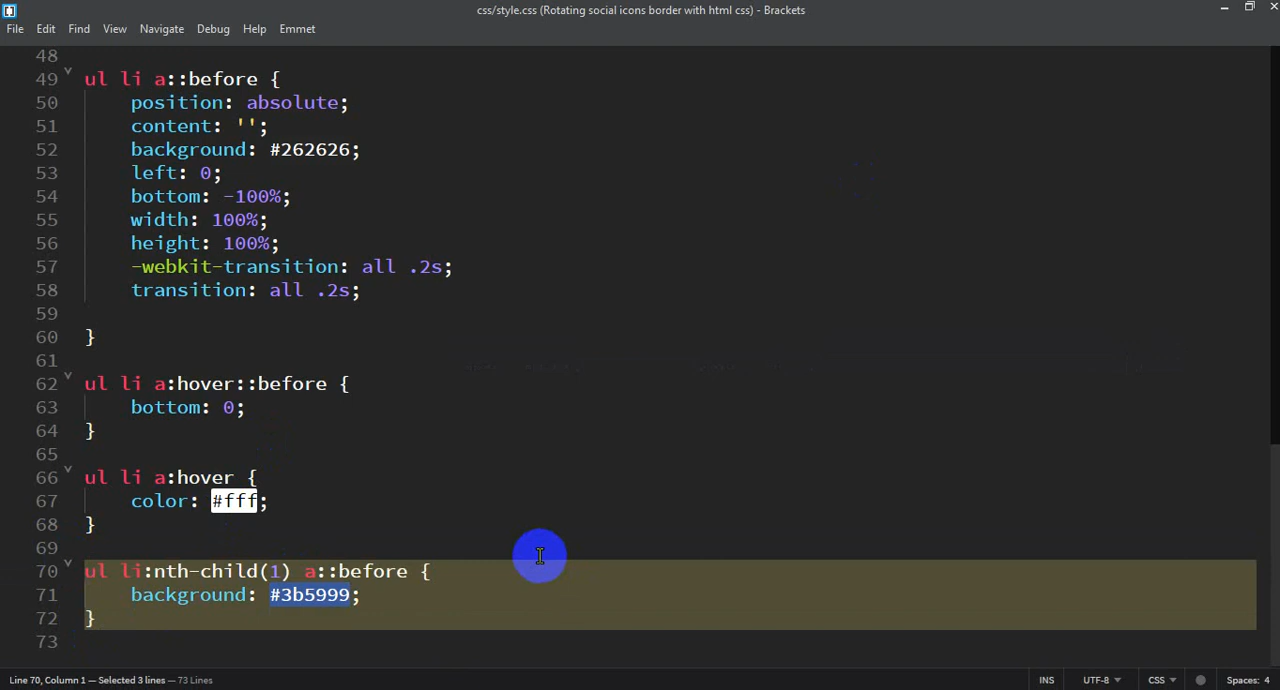 css/style.css (Rotating social icons border with html css) - Brackets
File Edit Find View Navigate Debug Help Emmet
48
49 ul li a::before {
50 position: absolute;
51 content: '';
52 background: #262626;
53 left: 0;
54 bottom: -100%;
55 width: 100%;
56 height: 100%;
57 -webkit-transition: all .2s;
58 transition: all .2s;
59
60 }
61
62 ul li a:hover::before {
63 bottom: 0;
64 }
65
66 ul li a:hover {
67 color: #fff;
68 }
69
70 ul li:nth-child(1) a::before {
71 background: #3b5999;
72 }
73
Line 70, Column 1 — Selected 3 lines — 73 Lines INS UTF-8 CSS Spaces: 4